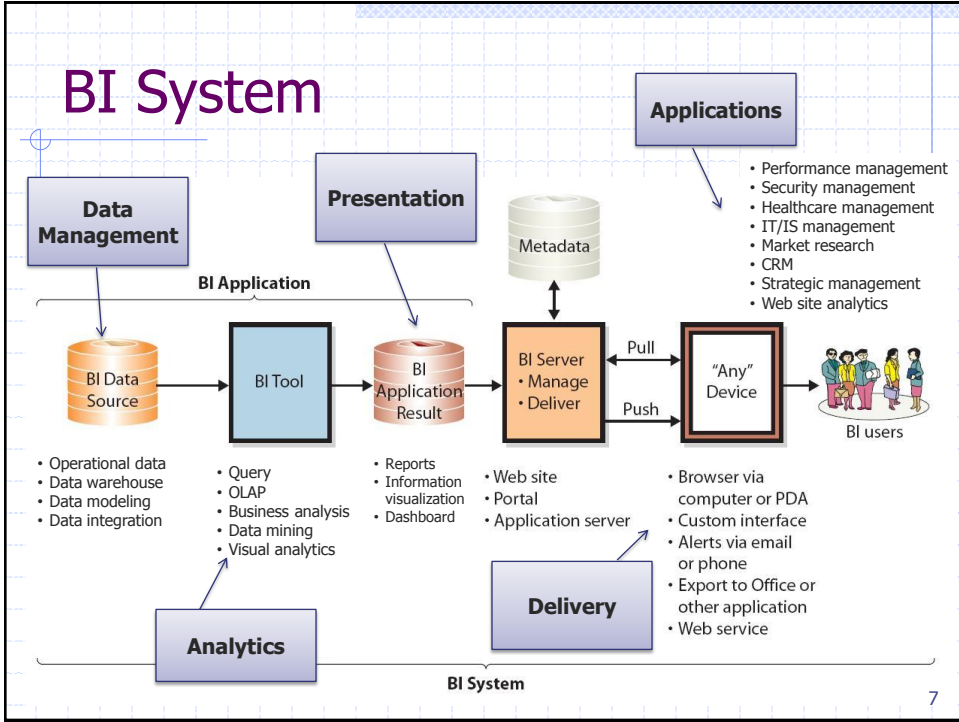 BI System
Applications
• Performance management
• Security management
• Healthcare management
• IT/IS management
• Market research
• CRM
• Strategic management
• Web site analytics
Data
Management
Presentation
Metadata
BI Application
BI Data
Source
BI Tool
BI
Application
Result
BI Server
• Manage
• Deliver
Pull
Push
"Any"
Device
BI users
• Operational data
• Data warehouse
• Data modeling
• Data integration
• Query
• OLAP
• Business analysis
• Data mining
• Visual analytics
• Reports
• Information
visualization
• Dashboard
• Web site
• Portal
• Application server
• Browser via
computer or PDA
• Custom interface
• Alerts via email
or phone
• Export to Office or
other application
• Web service
Analytics
Delivery
BI System
7